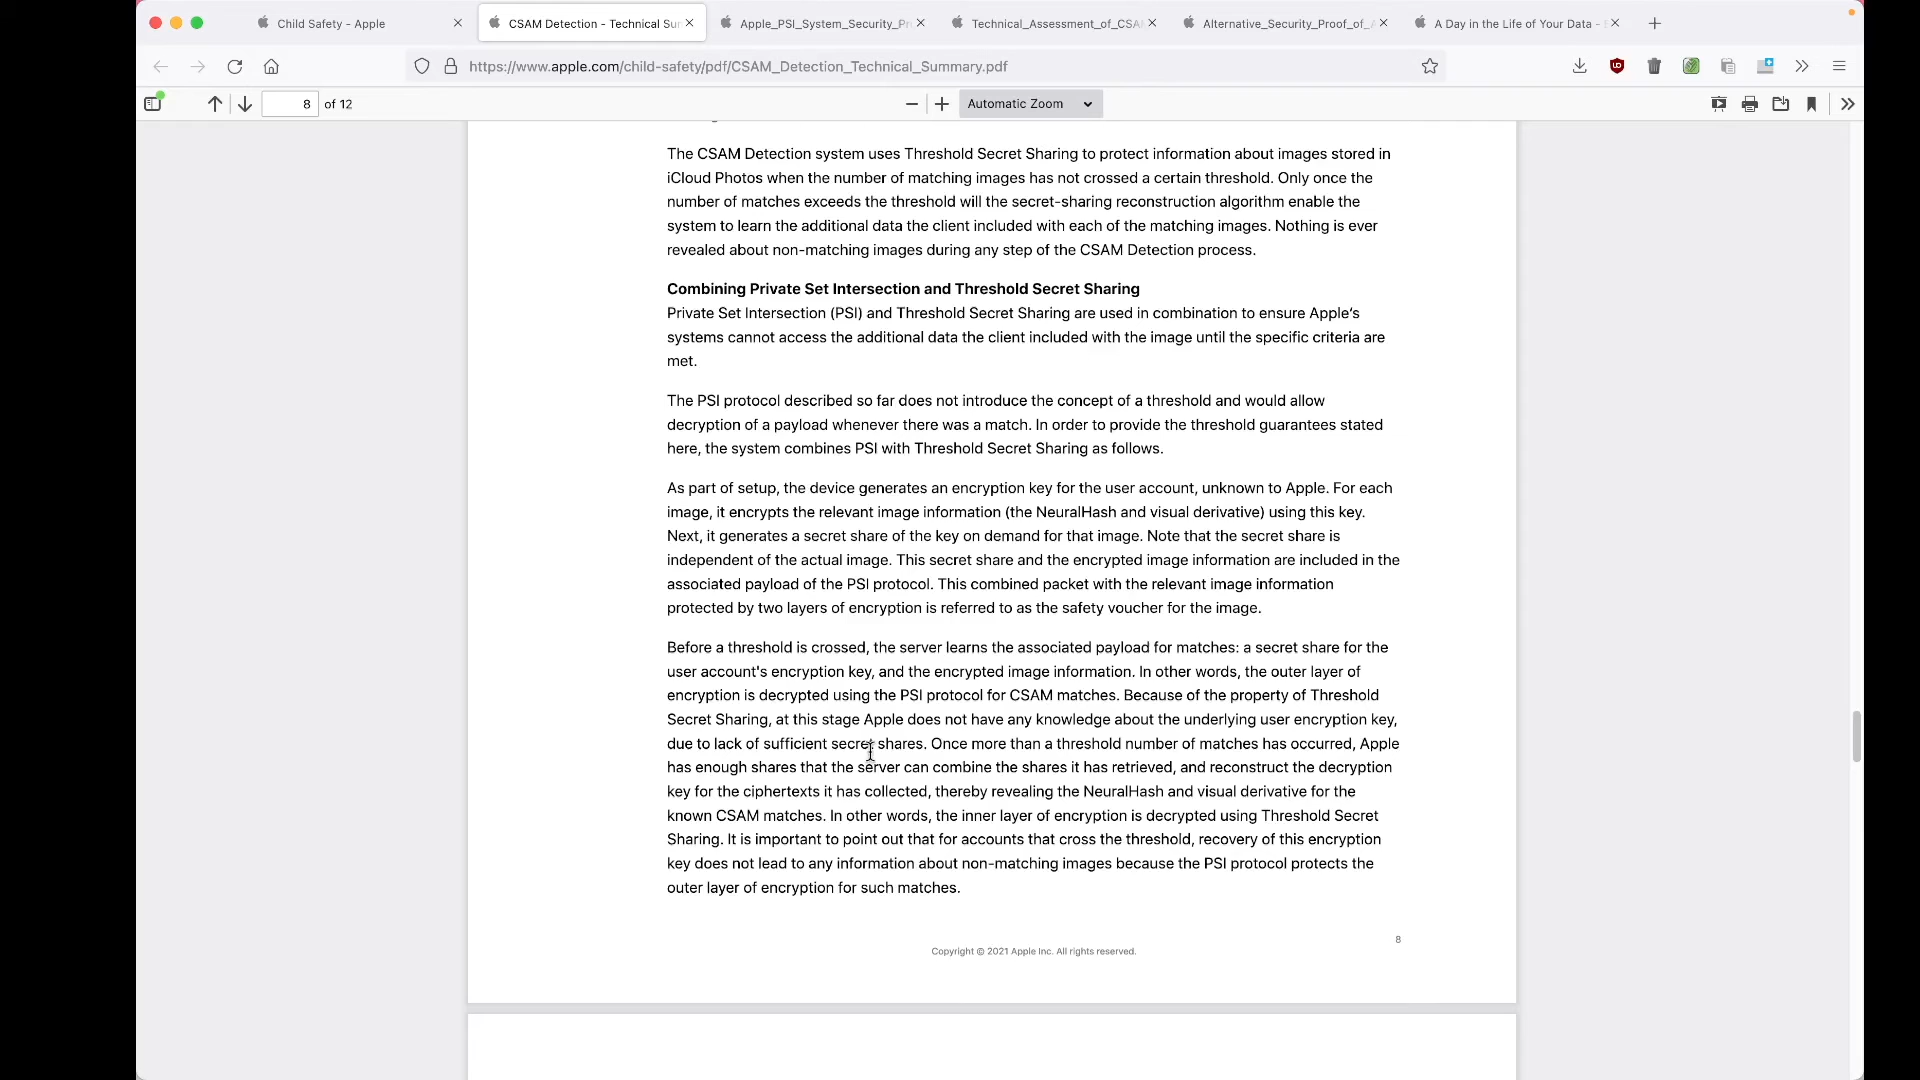 Child Safety - Apple
CSAM Detection - Technical Su
Apple_PSI_System_Security_Pr
Technical_Assessment_of_CSA
Alternative_Security_Proof_of_
A Day in the Life of Your Data -
https://www.apple.com/child-safety/pdf/CSAM_Detection_Technical_Summary.pdf
8 of 12
Automatic Zoom
The CSAM Detection system uses Threshold Secret Sharing to protect information about images stored in
iCloud Photos when the number of matching images has not crossed a certain threshold. Only once the
number of matches exceeds the threshold will the secret-sharing reconstruction algorithm enable the
system to learn the additional data the client included with each of the matching images. Nothing is ever
revealed about non-matching images during any step of the CSAM Detection process.
Combining Private Set Intersection and Threshold Secret Sharing
Private Set Intersection (PSI) and Threshold Secret Sharing are used in combination to ensure Apple's
systems cannot access the additional data the client included with the image until the specific criteria are
met.
The PSI protocol described so far does not introduce the concept of a threshold and would allow
decryption of a payload whenever there was a match. In order to provide the threshold guarantees stated
here, the system combines PSI with Threshold Secret Sharing as follows.
As part of setup, the device generates an encryption key for the user account, unknown to Apple. For each
image, it encrypts the relevant image information (the NeuralHash and visual derivative) using this key.
Next, it generates a secret share of the key on demand for that image. Note that the secret share is
independent of the actual image. This secret share and the encrypted image information are included in the
associated payload of the PSI protocol. This combined packet with the relevant image information
protected by two layers of encryption is referred to as the safety voucher for the image.
Before a threshold is crossed, the server learns the associated payload for matches: a secret share for the
user account's encryption key, and the encrypted image information. In other words, the outer layer of
encryption is decrypted using the PSI protocol for CSAM matches. Because of the property of Threshold
Secret Sharing, at this stage Apple does not have any knowledge about the underlying user encryption key,
due to lack of sufficient secret shares. Once more than a threshold number of matches has occurred, Apple
has enough shares that the server can combine the shares it has retrieved, and reconstruct the decryption
key for the ciphertexts it has collected, thereby revealing the NeuralHash and visual derivative for the
known CSAM matches. In other words, the inner layer of encryption is decrypted using Threshold Secret
Sharing. It is important to point out that for accounts that cross the threshold, recovery of this encryption
key does not lead to any information about non-matching images because the PSI protocol protects the
outer layer of encryption for such matches.
8
Copyright © 2021 Apple Inc. All rights reserved.